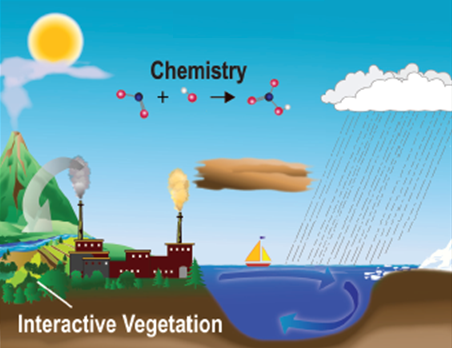 Chemistry
+
Interactive Vegetation